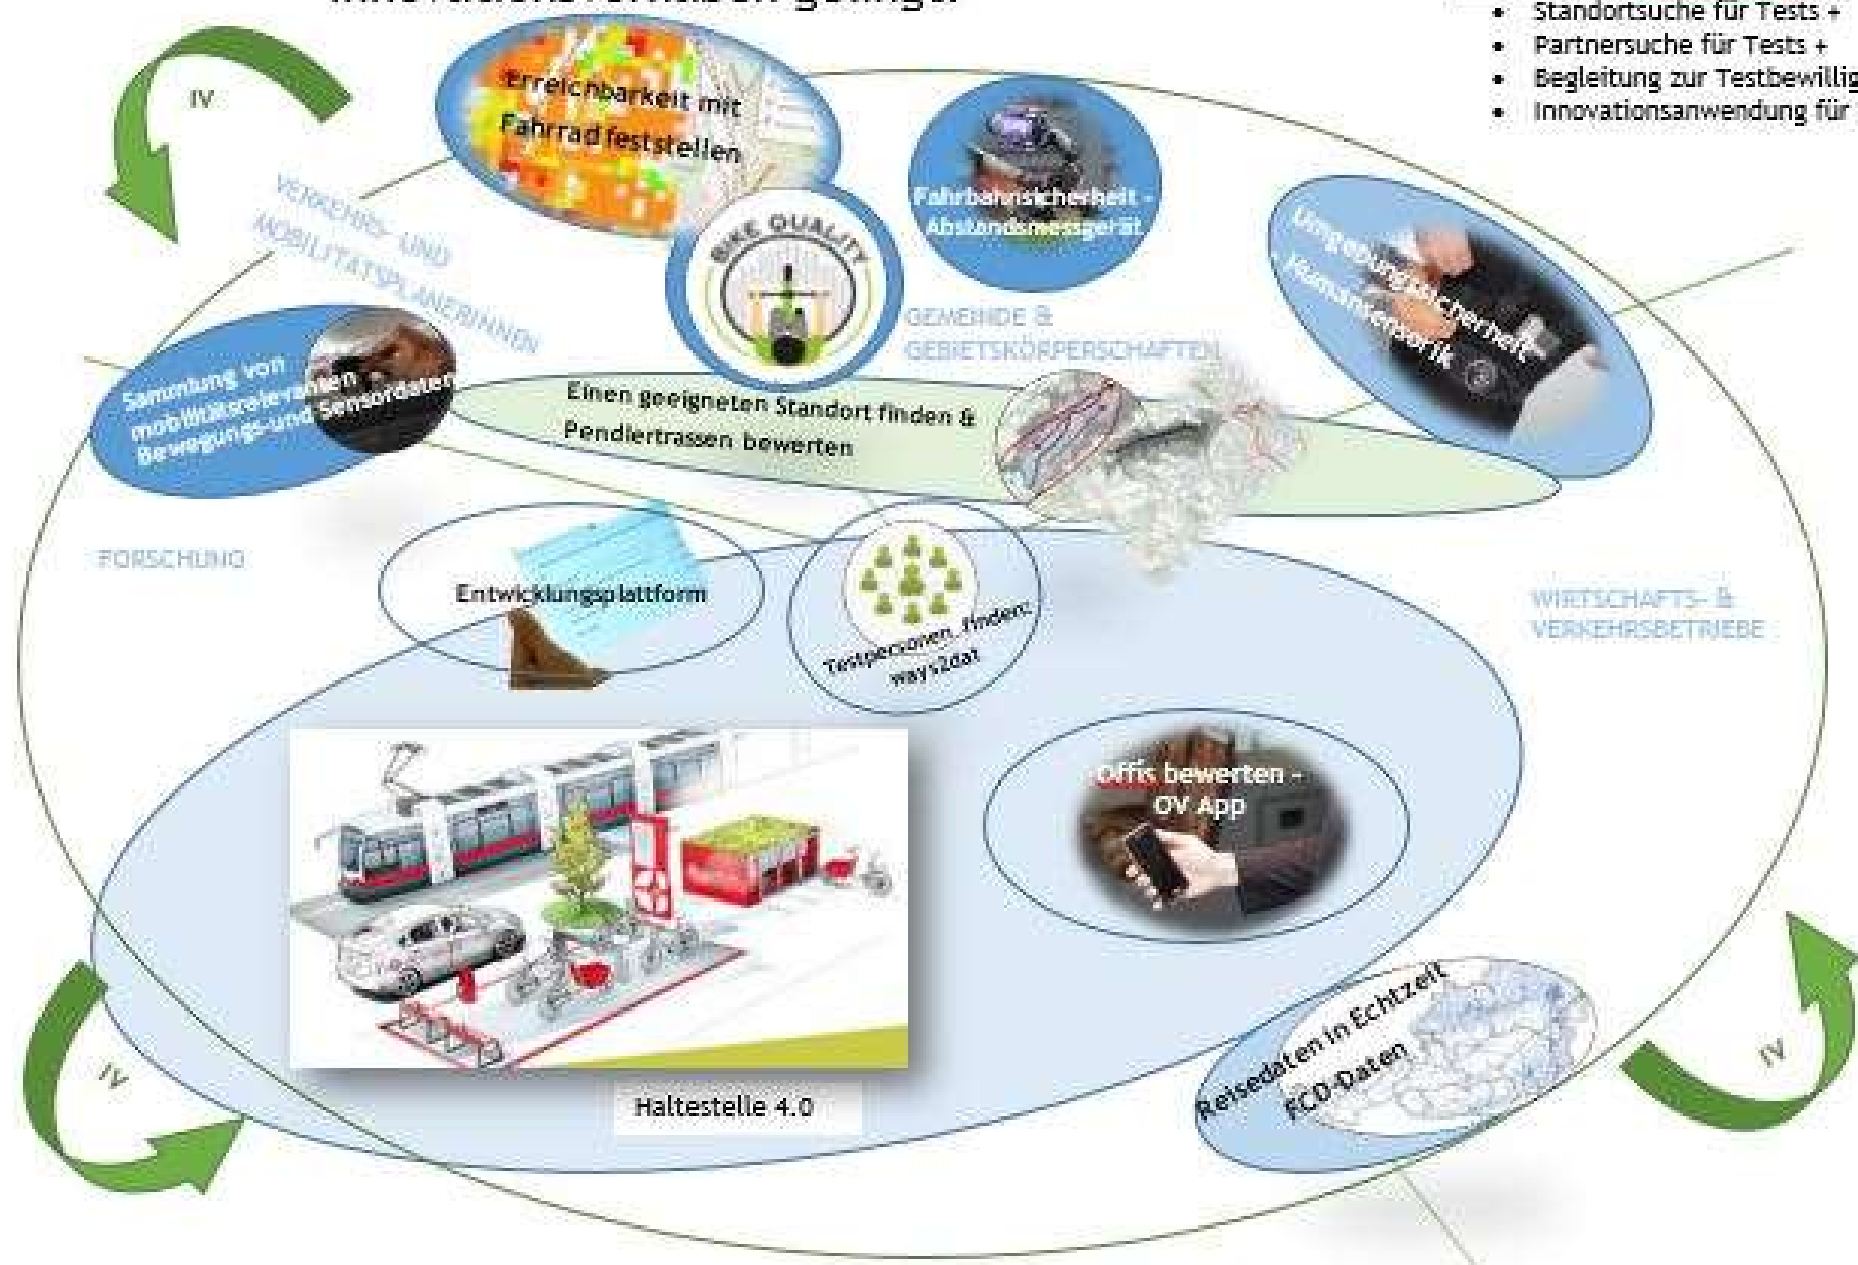 Standortsuche für Tests +
Partnersuche für Tests +
Begleitung zur Testbewillig
Innovationsanwendung für
IV
Erreichbarkeit mit
Fahrrad feststellen
Fahrbahnsicherheit -
Abstandsmessgerät
BIKE QUALITY
Umgebungssicherheit-
Humansensorik
VERKEHRS- UND
MOBILITÄTSPLANERINNEN
GEMEINDE &
GEBIETSKÖRPERSCHAFTEN
Sammlung von
mobilitätsrelevanten
Bewegungs-und Sensordaten
Einen geeigneten Standort finden &
Pendlertrassen bewerten
FORSCHUNG
Entwicklungsplattform
Testpersonen finden:
ways2dat
WIRTSCHAFTS- &
VERKEHRSBETRIEBE
Öffis bewerten -
ÖV App
Reisedaten in Echtzeit
FCD-Daten
IV
IV
Haltestelle 4.0